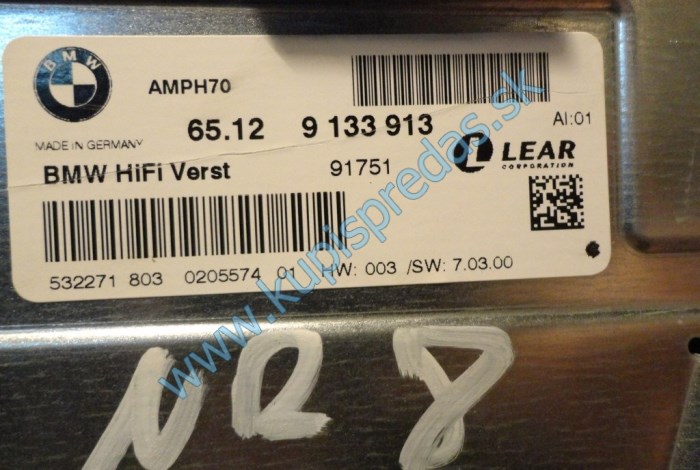 BMW
AMPH70
65.12 9 133 913
AI:01
MADE IN GERMANY
BMW HiFi Verst 91751
LEAR
CORPORATION
532271 803 0205574 01 HW: 003 /SW: 7.03.00
www.kupispredas.sk
NR 8